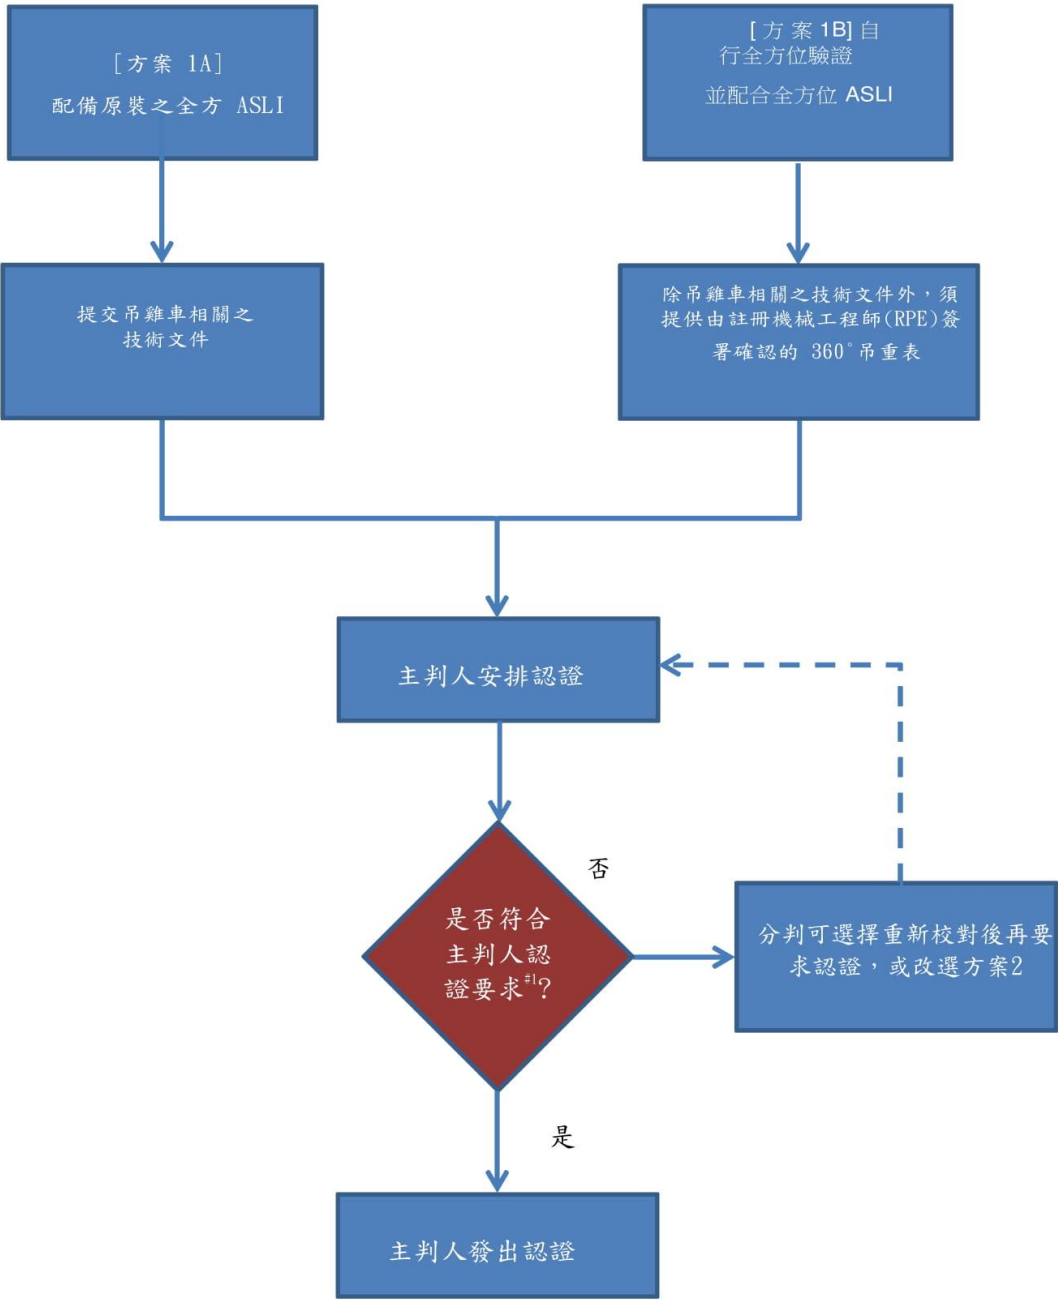 [方案 1A]
配備原裝之全方 ASLI
[方案 1B] 自
行全方位驗證
並配合全方位 ASLI
提交吊雞車相關之
技術文件
除吊雞車相關之技術文件外，須
提供由註冊機械工程師(RPE)簽
署確認的 360°吊重表
主判人安排認證
否
是否符合
主判人認
證要求#1?
分判可選擇重新校對後再要
求認證，或改選方案2
是
主判人發出認證